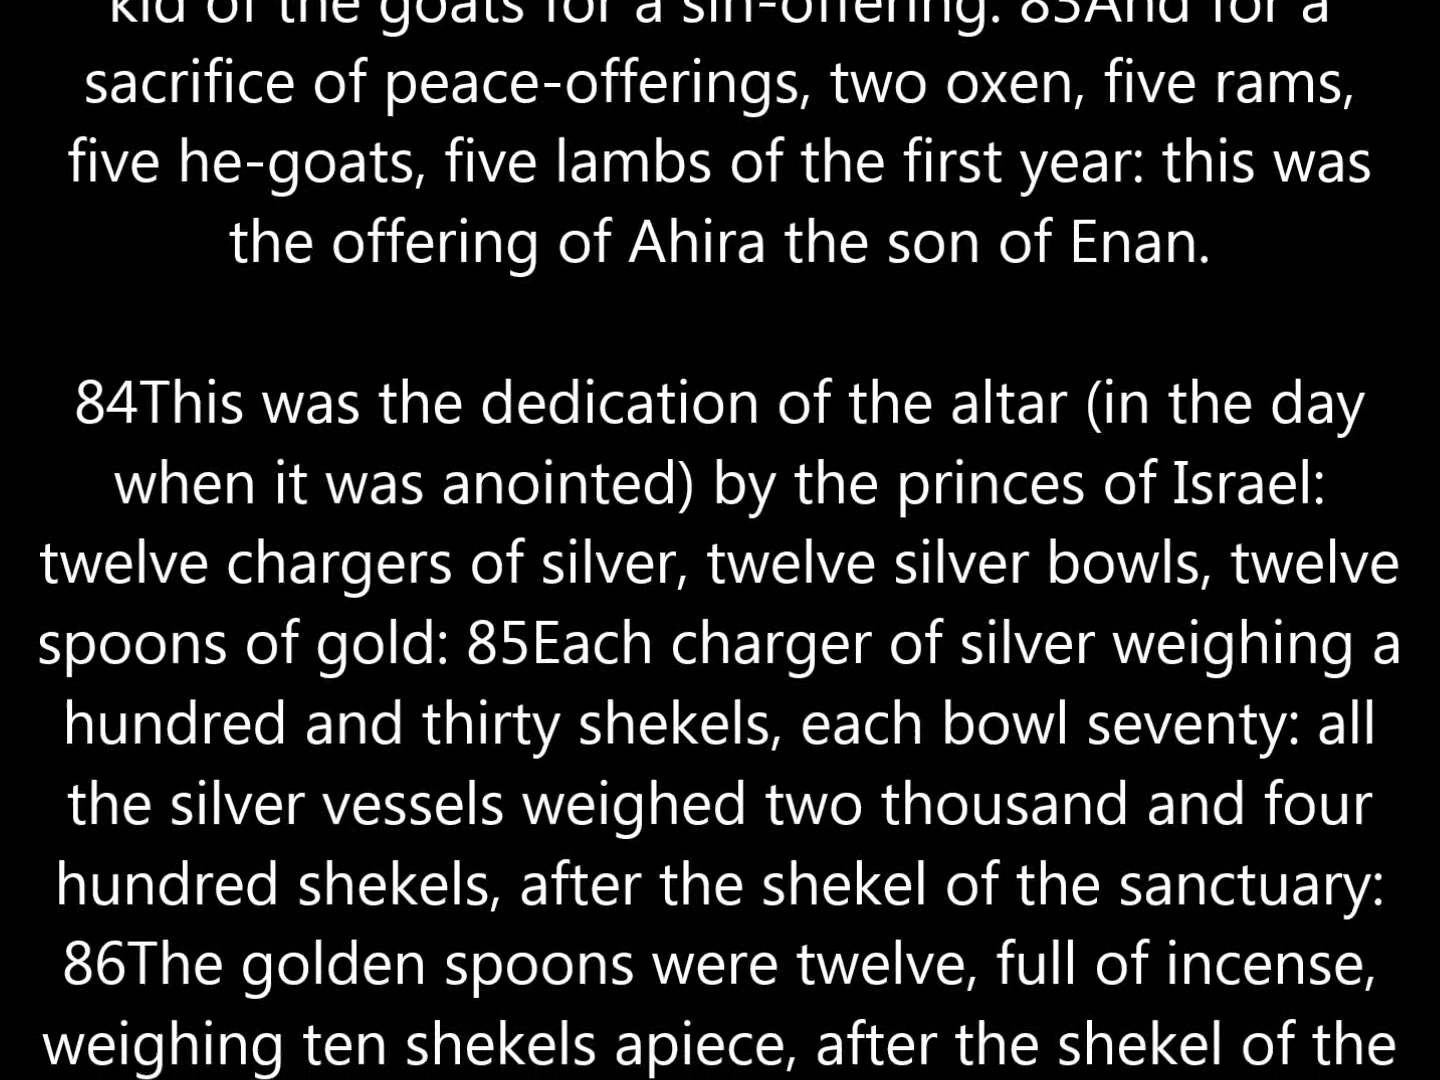 kid of the goats for a sin-offering. 83And for a
sacrifice of peace-offerings, two oxen, five rams,
five he-goats, five lambs of the first year: this was
the offering of Ahira the son of Enan.
84This was the dedication of the altar (in the day
when it was anointed) by the princes of Israel:
twelve chargers of silver, twelve silver bowls, twelve
spoons of gold: 85Each charger of silver weighing a
hundred and thirty shekels, each bowl seventy: all
the silver vessels weighed two thousand and four
hundred shekels, after the shekel of the sanctuary:
86The golden spoons were twelve, full of incense,
weighing ten shekels apiece, after the shekel of the